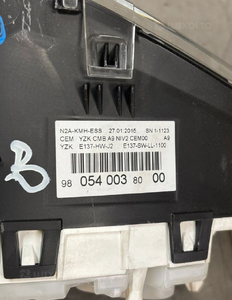 N2A-KMH-ESS 27.01.2016 SN 1-1123
CEM YZK CMB A9 NIV2 CEM00 A9
YZK E137-HW-J2 E137-SW-LL-1100
98 054 003 80 00
B